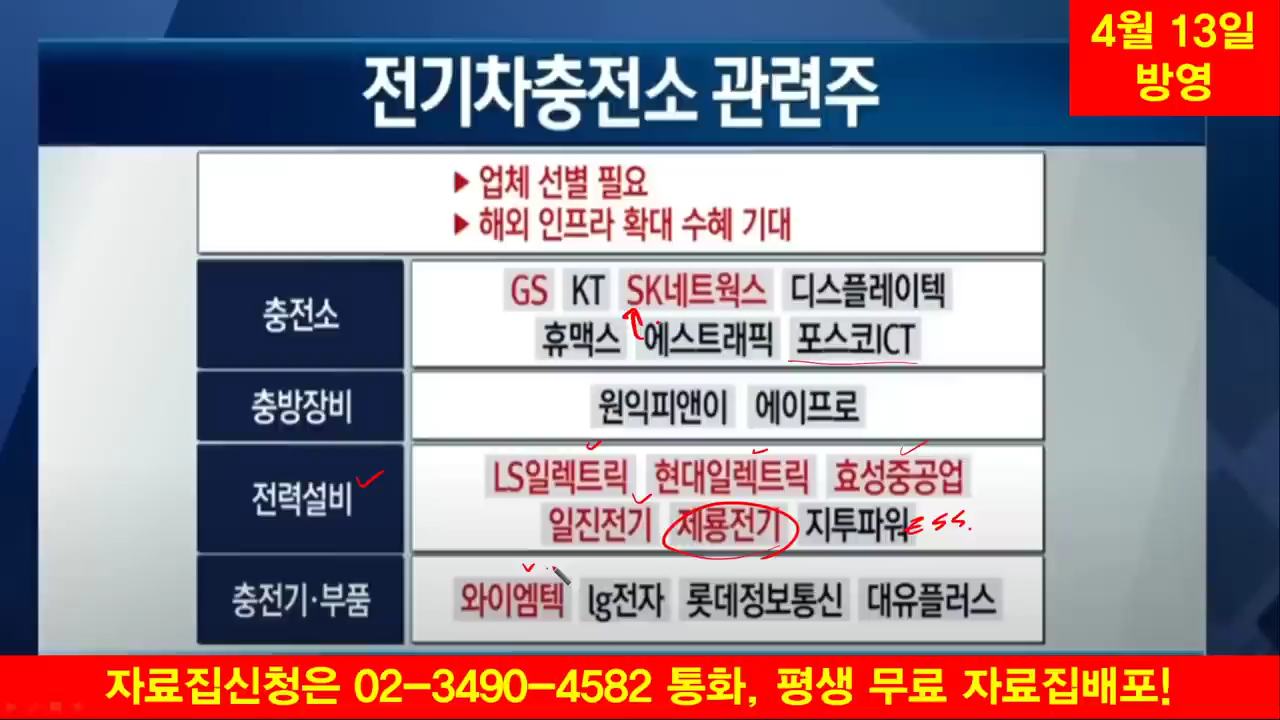 4월 13일
방영
전기차충전소 관련주
▶ 업체 선별 필요
▶ 해외 인프라 확대 수혜 기대
충전소
GS KT SK네트웍스 디스플레이텍
휴맥스 에스트래픽 포스코ICT
충방장비
원익피앤이 에이프로
전력설비
LS일렉트릭 현대일렉트릭 효성중공업
일진전기 제룡전기 지투파워 ESS.
충전기·부품
와이엠텍 lg전자 롯데정보통신 대유플러스
자료집신청은 02-3490-4582 통화, 평생 무료 자료집배포!